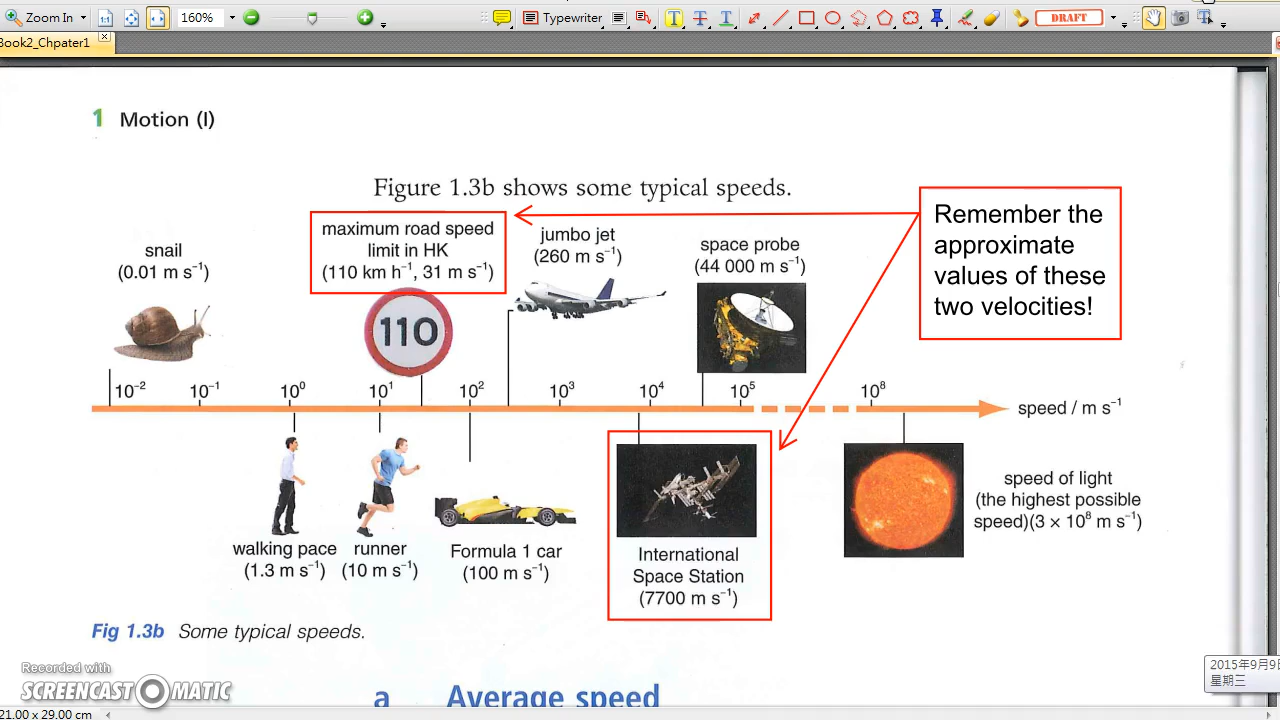 Zoom In
160%
Typewriter
DRAFT
Book2_Chpater1
1 Motion (I)
Figure 1.3b shows some typical speeds.
snail
(0.01 m s⁻¹)
maximum road speed
limit in HK
(110 km h⁻¹, 31 m s⁻¹)
110
jumbo jet
(260 m s⁻¹)
space probe
(44 000 m s⁻¹)
Remember the
approximate
values of these
two velocities!
10⁻² 10⁻¹ 10⁰ 10¹ 10² 10³ 10⁴ 10⁵ 10⁸
speed / m s⁻¹
walking pace
(1.3 m s⁻¹)
runner
(10 m s⁻¹)
Formula 1 car
(100 m s⁻¹)
International
Space Station
(7700 m s⁻¹)
speed of light
(the highest possible
speed)(3 × 10⁸ m s⁻¹)
Fig 1.3b Some typical speeds.
a Average speed
Recorded with
SCREENCAST MATIC
2015年9月9日
星期三
21.00 x 29.00 cm